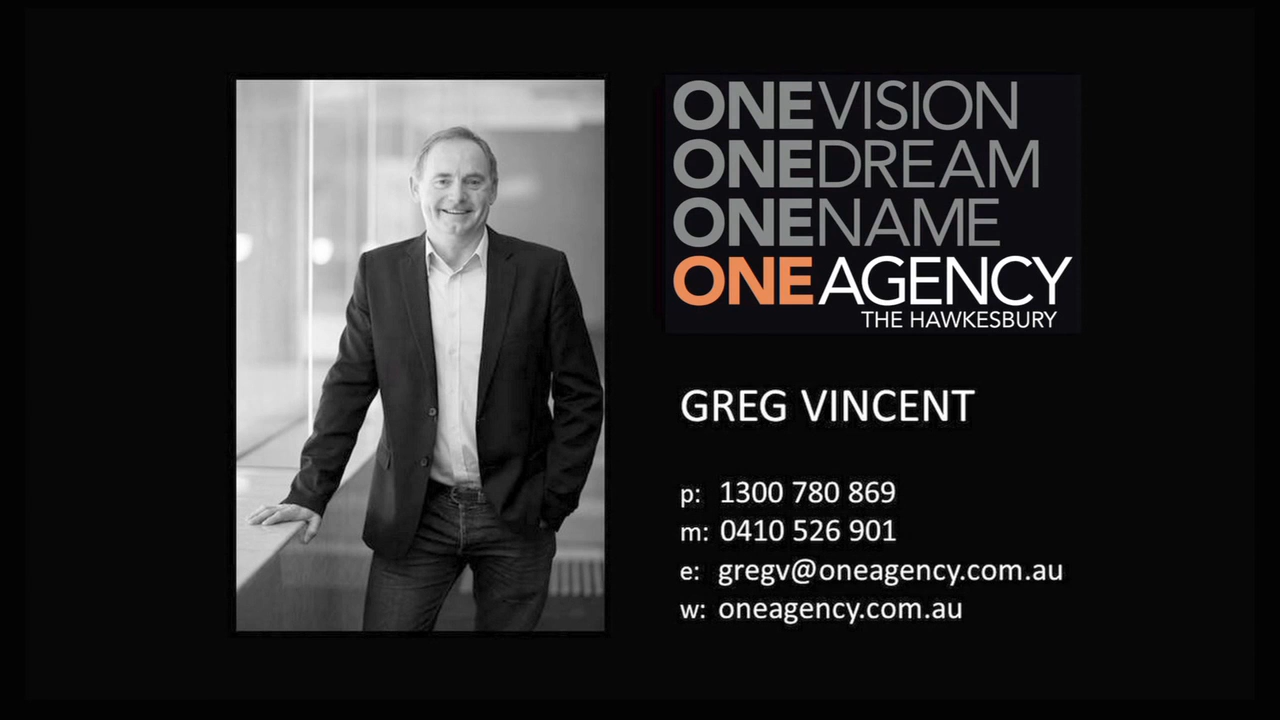 ONEVISION
ONEDREAM
ONENAME
ONEAGENCY
THE HAWKESBURY
GREG VINCENT
p: 1300 780 869
m: 0410 526 901
e: gregv@oneagency.com.au
w: oneagency.com.au